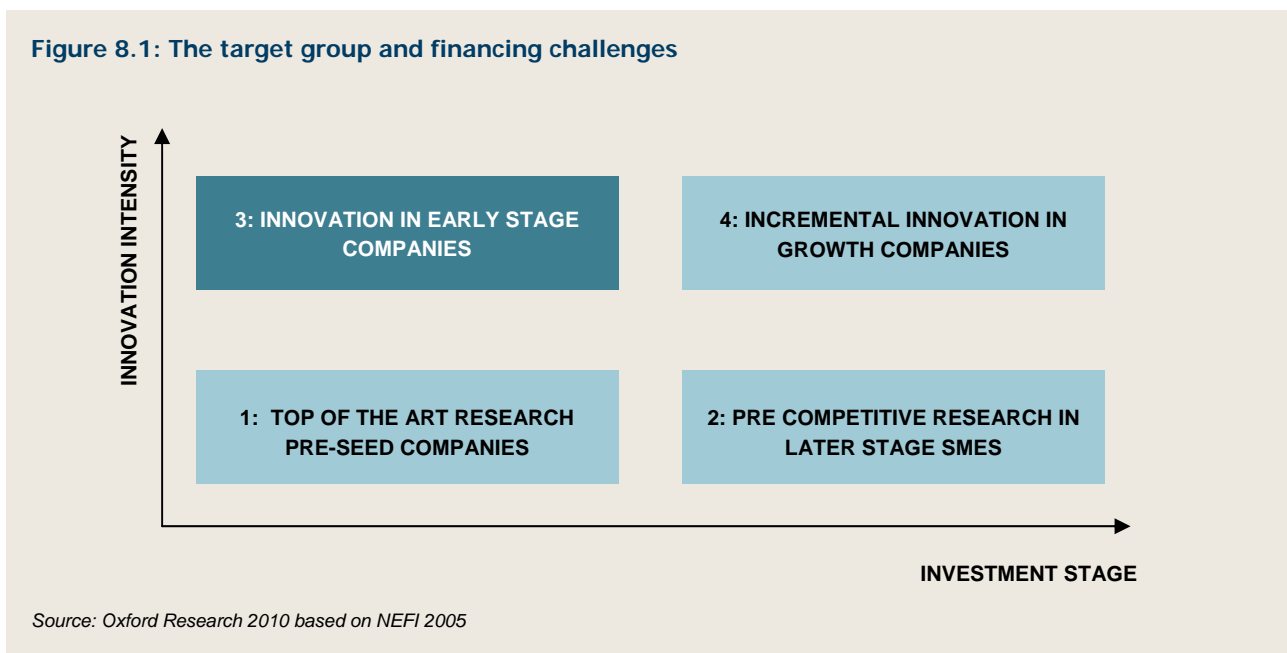 Figure 8.1: The target group and financing challenges
INNOVATION INTENSITY
3: INNOVATION IN EARLY STAGE
COMPANIES
4: INCREMENTAL INNOVATION IN
GROWTH COMPANIES
1: TOP OF THE ART RESEARCH
PRE-SEED COMPANIES
2: PRE COMPETITIVE RESEARCH IN
LATER STAGE SMES
INVESTMENT STAGE
Source: Oxford Research 2010 based on NEFI 2005